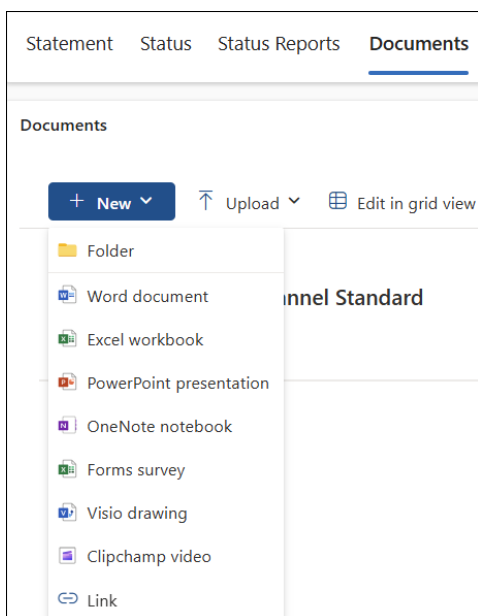 Statement Status Status Reports Documents
Documents
New Upload Edit in grid view
Folder
Word document
nnel Standard
Excel workbook
PowerPoint presentation
OneNote notebook
Forms survey
Visio drawing
Clipchamp video
Link